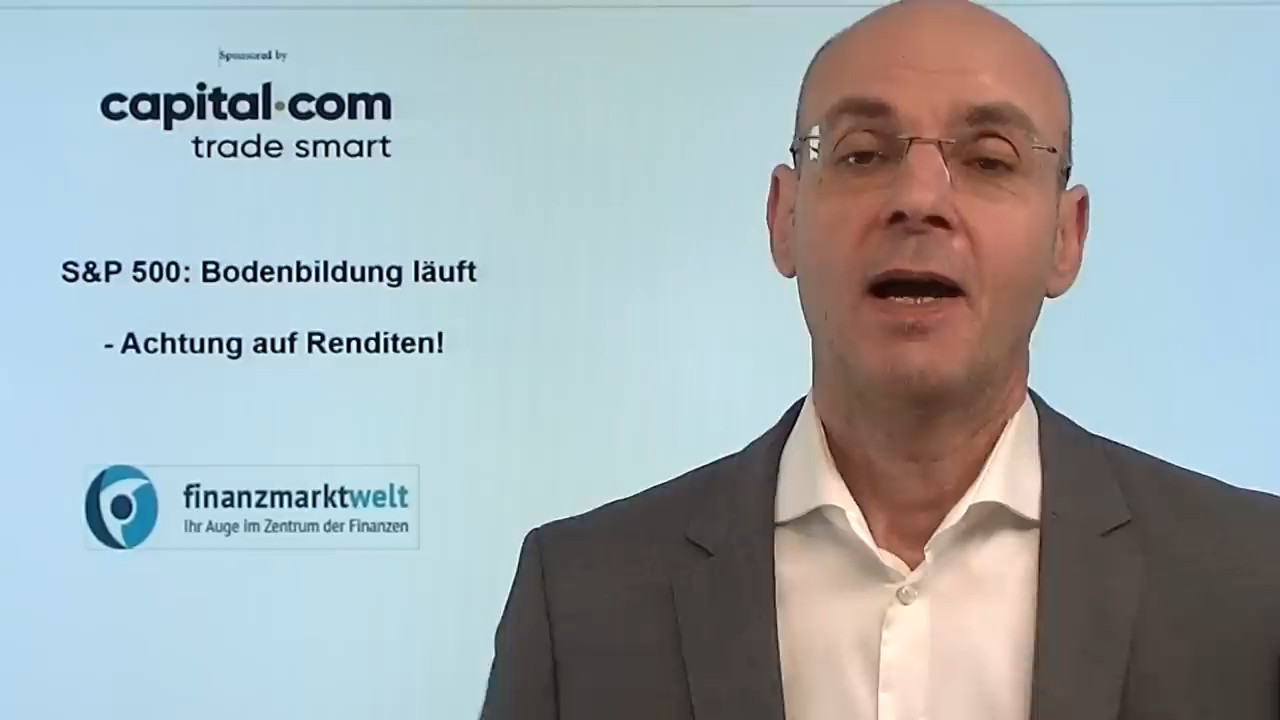 Sponsored by
capital.com
trade smart
S&P 500: Bodenbildung läuft
- Achtung auf Renditen!
finanzmarktwelt
Ihr Auge im Zentrum der Finanzen